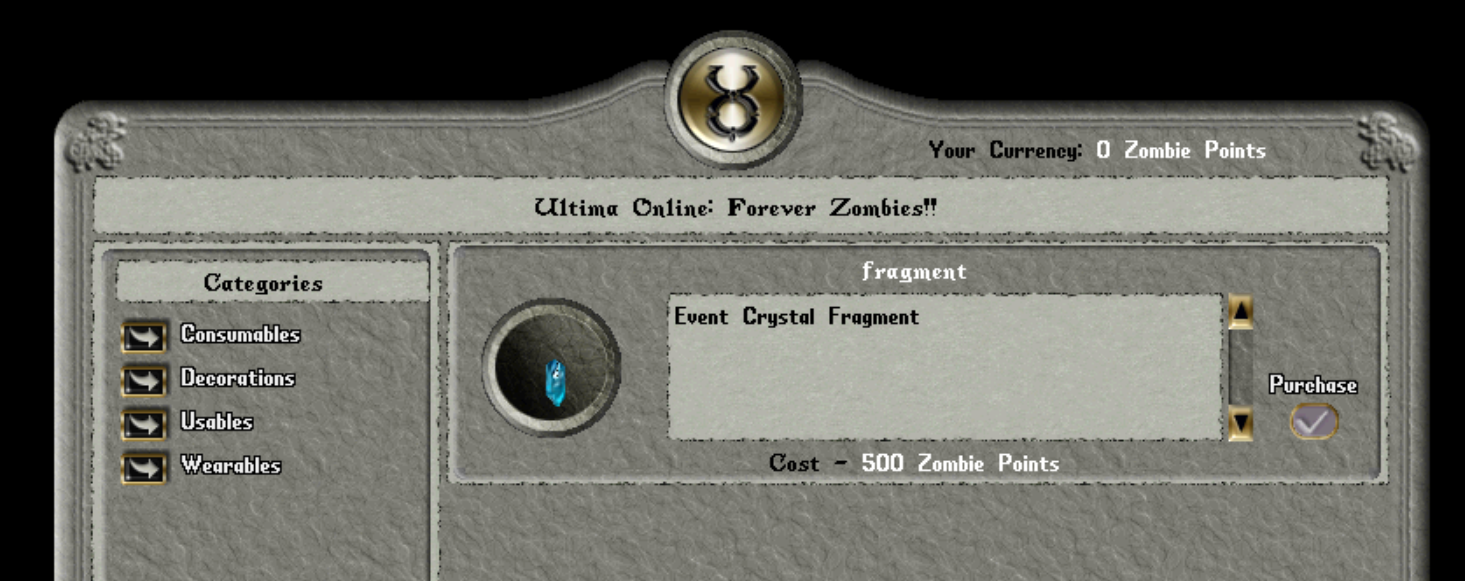 Your Currency: 0 Zombie Points
Ultima Online: Forever Zombies!!
Categories
Consumables
Decorations
Usables
Wearables
fragment
Event Crystal Fragment
Purchase
Cost - 500 Zombie Points